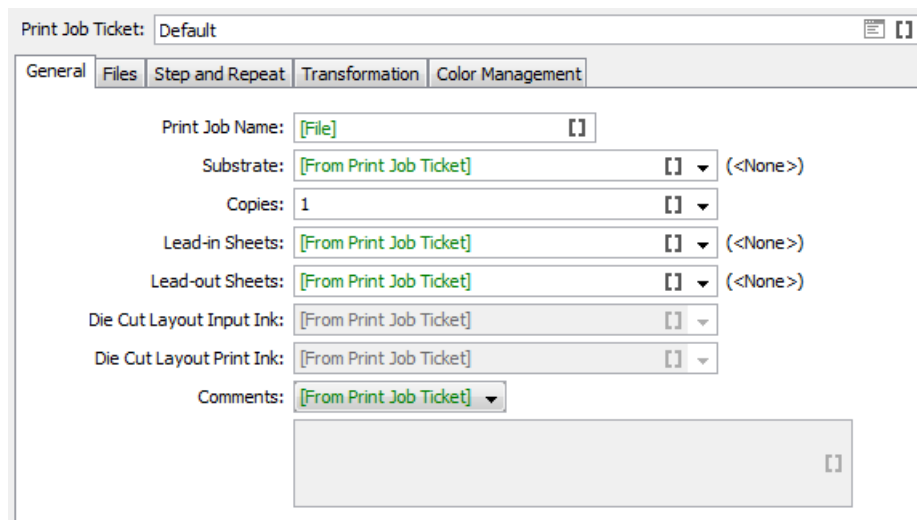 Print Job Ticket: Default
General Files Step and Repeat Transformation Color Management
Print Job Name: [File]
Substrate: [From Print Job Ticket] (<None>)
Copies: 1
Lead-in Sheets: [From Print Job Ticket] (<None>)
Lead-out Sheets: [From Print Job Ticket] (<None>)
Die Cut Layout Input Ink: [From Print Job Ticket]
Die Cut Layout Print Ink: [From Print Job Ticket]
Comments: [From Print Job Ticket]